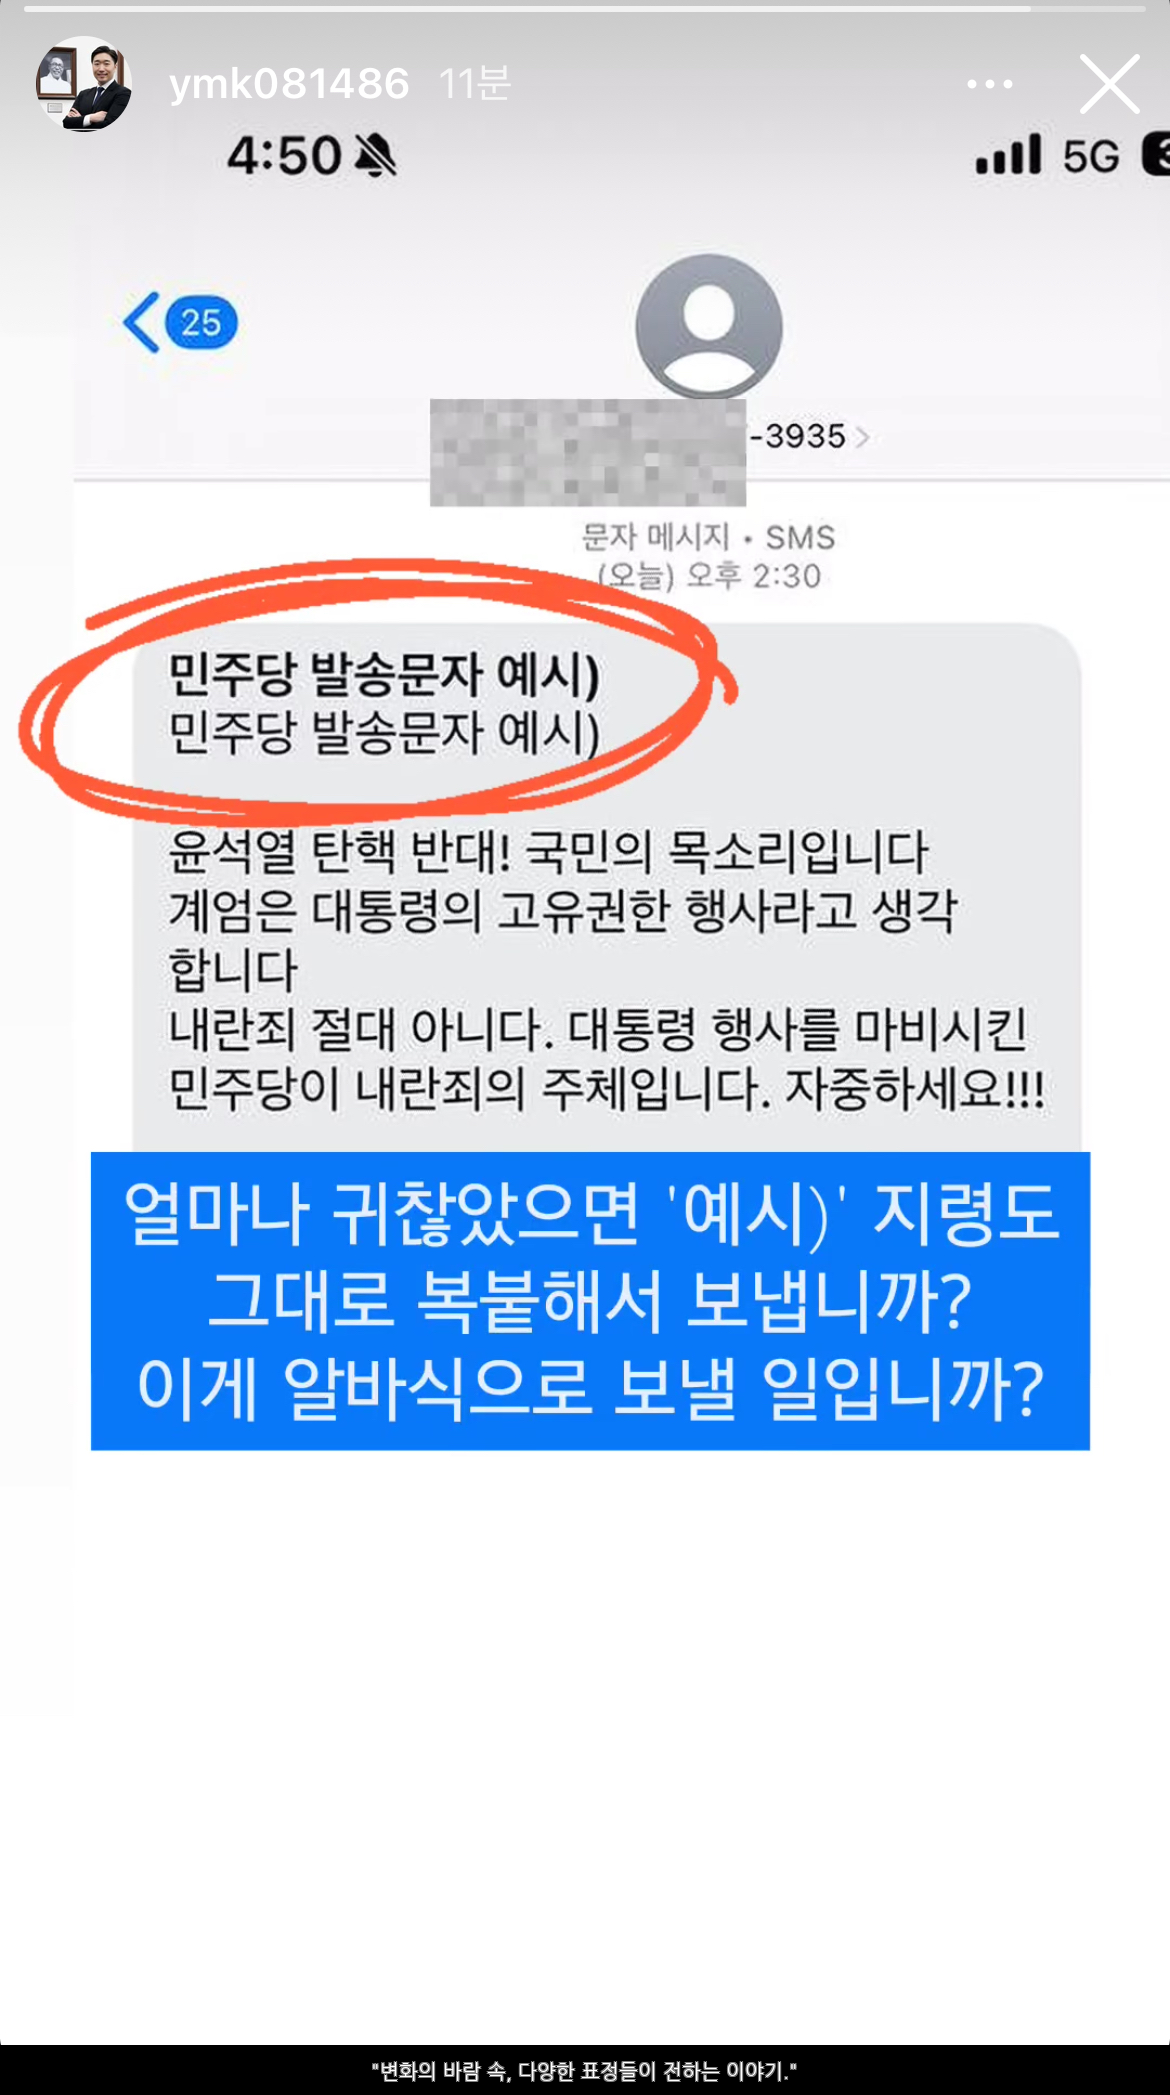 ymk081486 11분
4:50
5G
25
-3935
문자 메시지 • SMS
(오늘) 오후 2:30
민주당 발송문자 예시)
민주당 발송문자 예시)
윤석열 탄핵 반대! 국민의 목소리입니다
계엄은 대통령의 고유권한 행사라고 생각
합니다
내란죄 절대 아니다. 대통령 행사를 마비시킨
민주당이 내란죄의 주체입니다. 자중하세요!!!
얼마나 귀찮았으면 '예시)' 지령도
그대로 복붙해서 보냅니까?
이게 알바식으로 보낼 일입니까?
"변화의 바람 속, 다양한 표정들이 전하는 이야기."